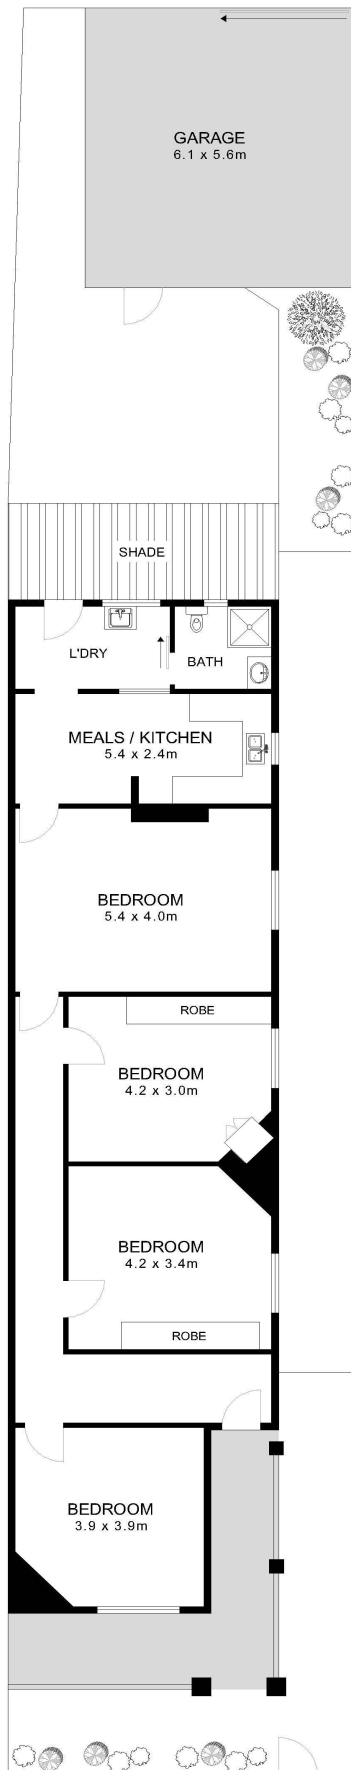 GARAGE
6.1 x 5.6m
SHADE
L'DRY
BATH
MEALS / KITCHEN
5.4 x 2.4m
BEDROOM
5.4 x 4.0m
ROBE
BEDROOM
4.2 x 3.0m
BEDROOM
4.2 x 3.4m
ROBE
BEDROOM
3.9 x 3.9m